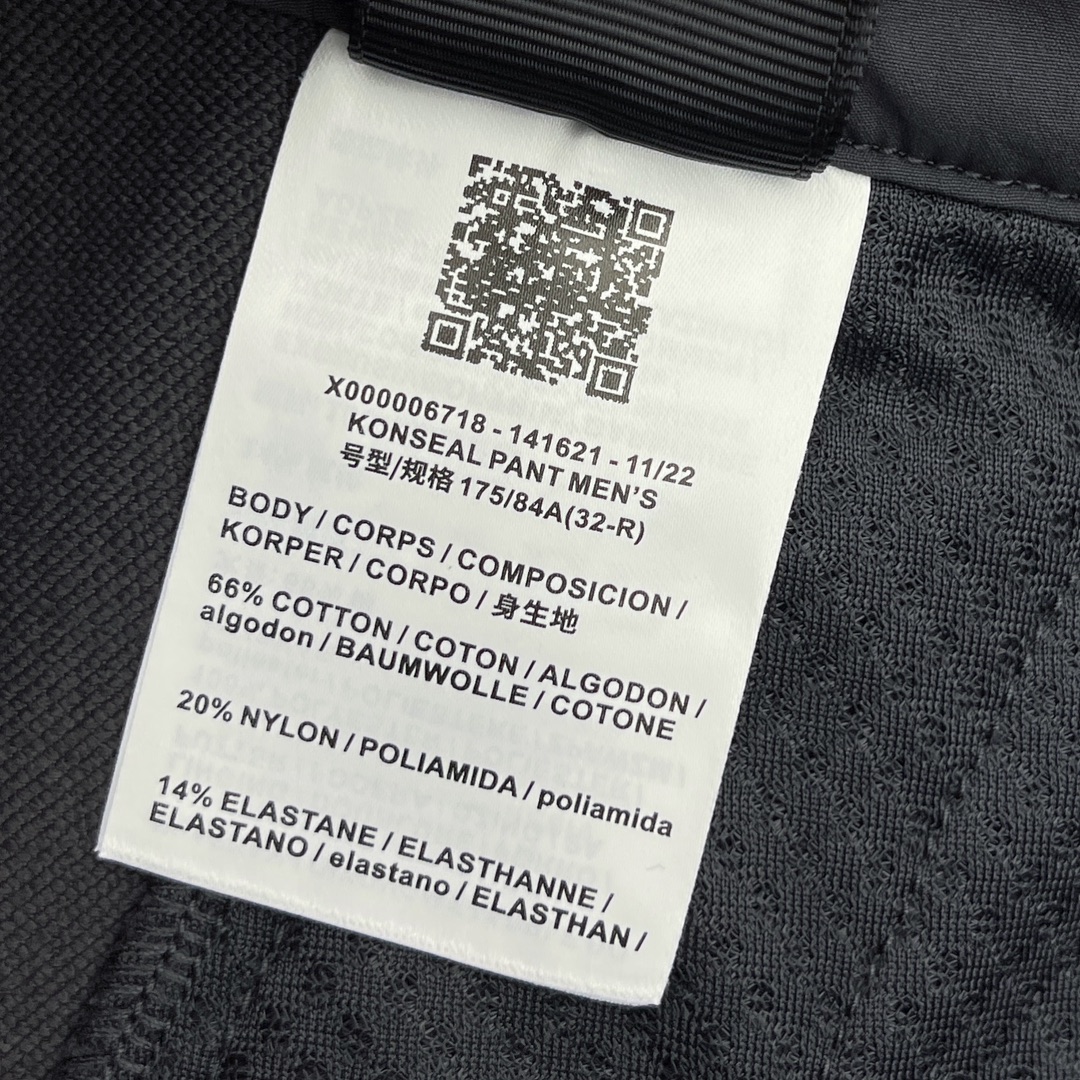 X000006718 - 141621 - 11/22
KONSEAL PANT MEN'S
号型/规格 175/84A(32-R)
BODY / CORPS / COMPOSICION /
KORPER / CORPO / 身生地
66% COTTON / COTON / ALGODON /
algodon / BAUMWOLLE / COTONE
20% NYLON / POLIAMIDA / poliamida
14% ELASTANE / ELASTHANNE /
ELASTANO / elastano / ELASTHAN /